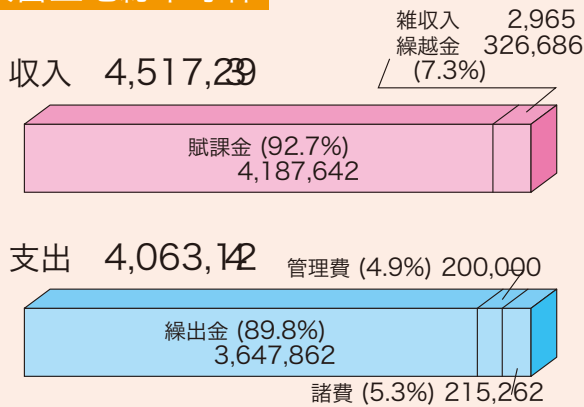 雑収入 2,965
繰越金 326,686
(7.3%)
収入 4,517,293
賦課金 (92.7%)
4,187,642
支出 4,063,124
管理費 (4.9%) 200,000
繰出金 (89.8%)
3,647,862
諸費 (5.3%) 215,262